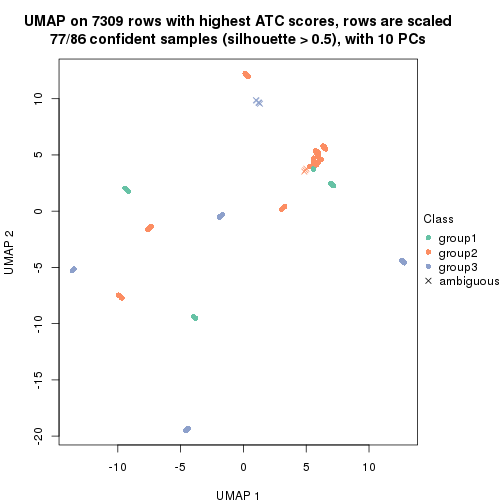 UMAP on 7309 rows with highest ATC scores, rows are scaled
77/86 confident samples (silhouette > 0.5), with 10 PCs
10
5
0
-5
-10
-15
-20
UMAP 2
-10
-5
0
5
10
UMAP 1
Class
group1
group2
group3
ambiguous